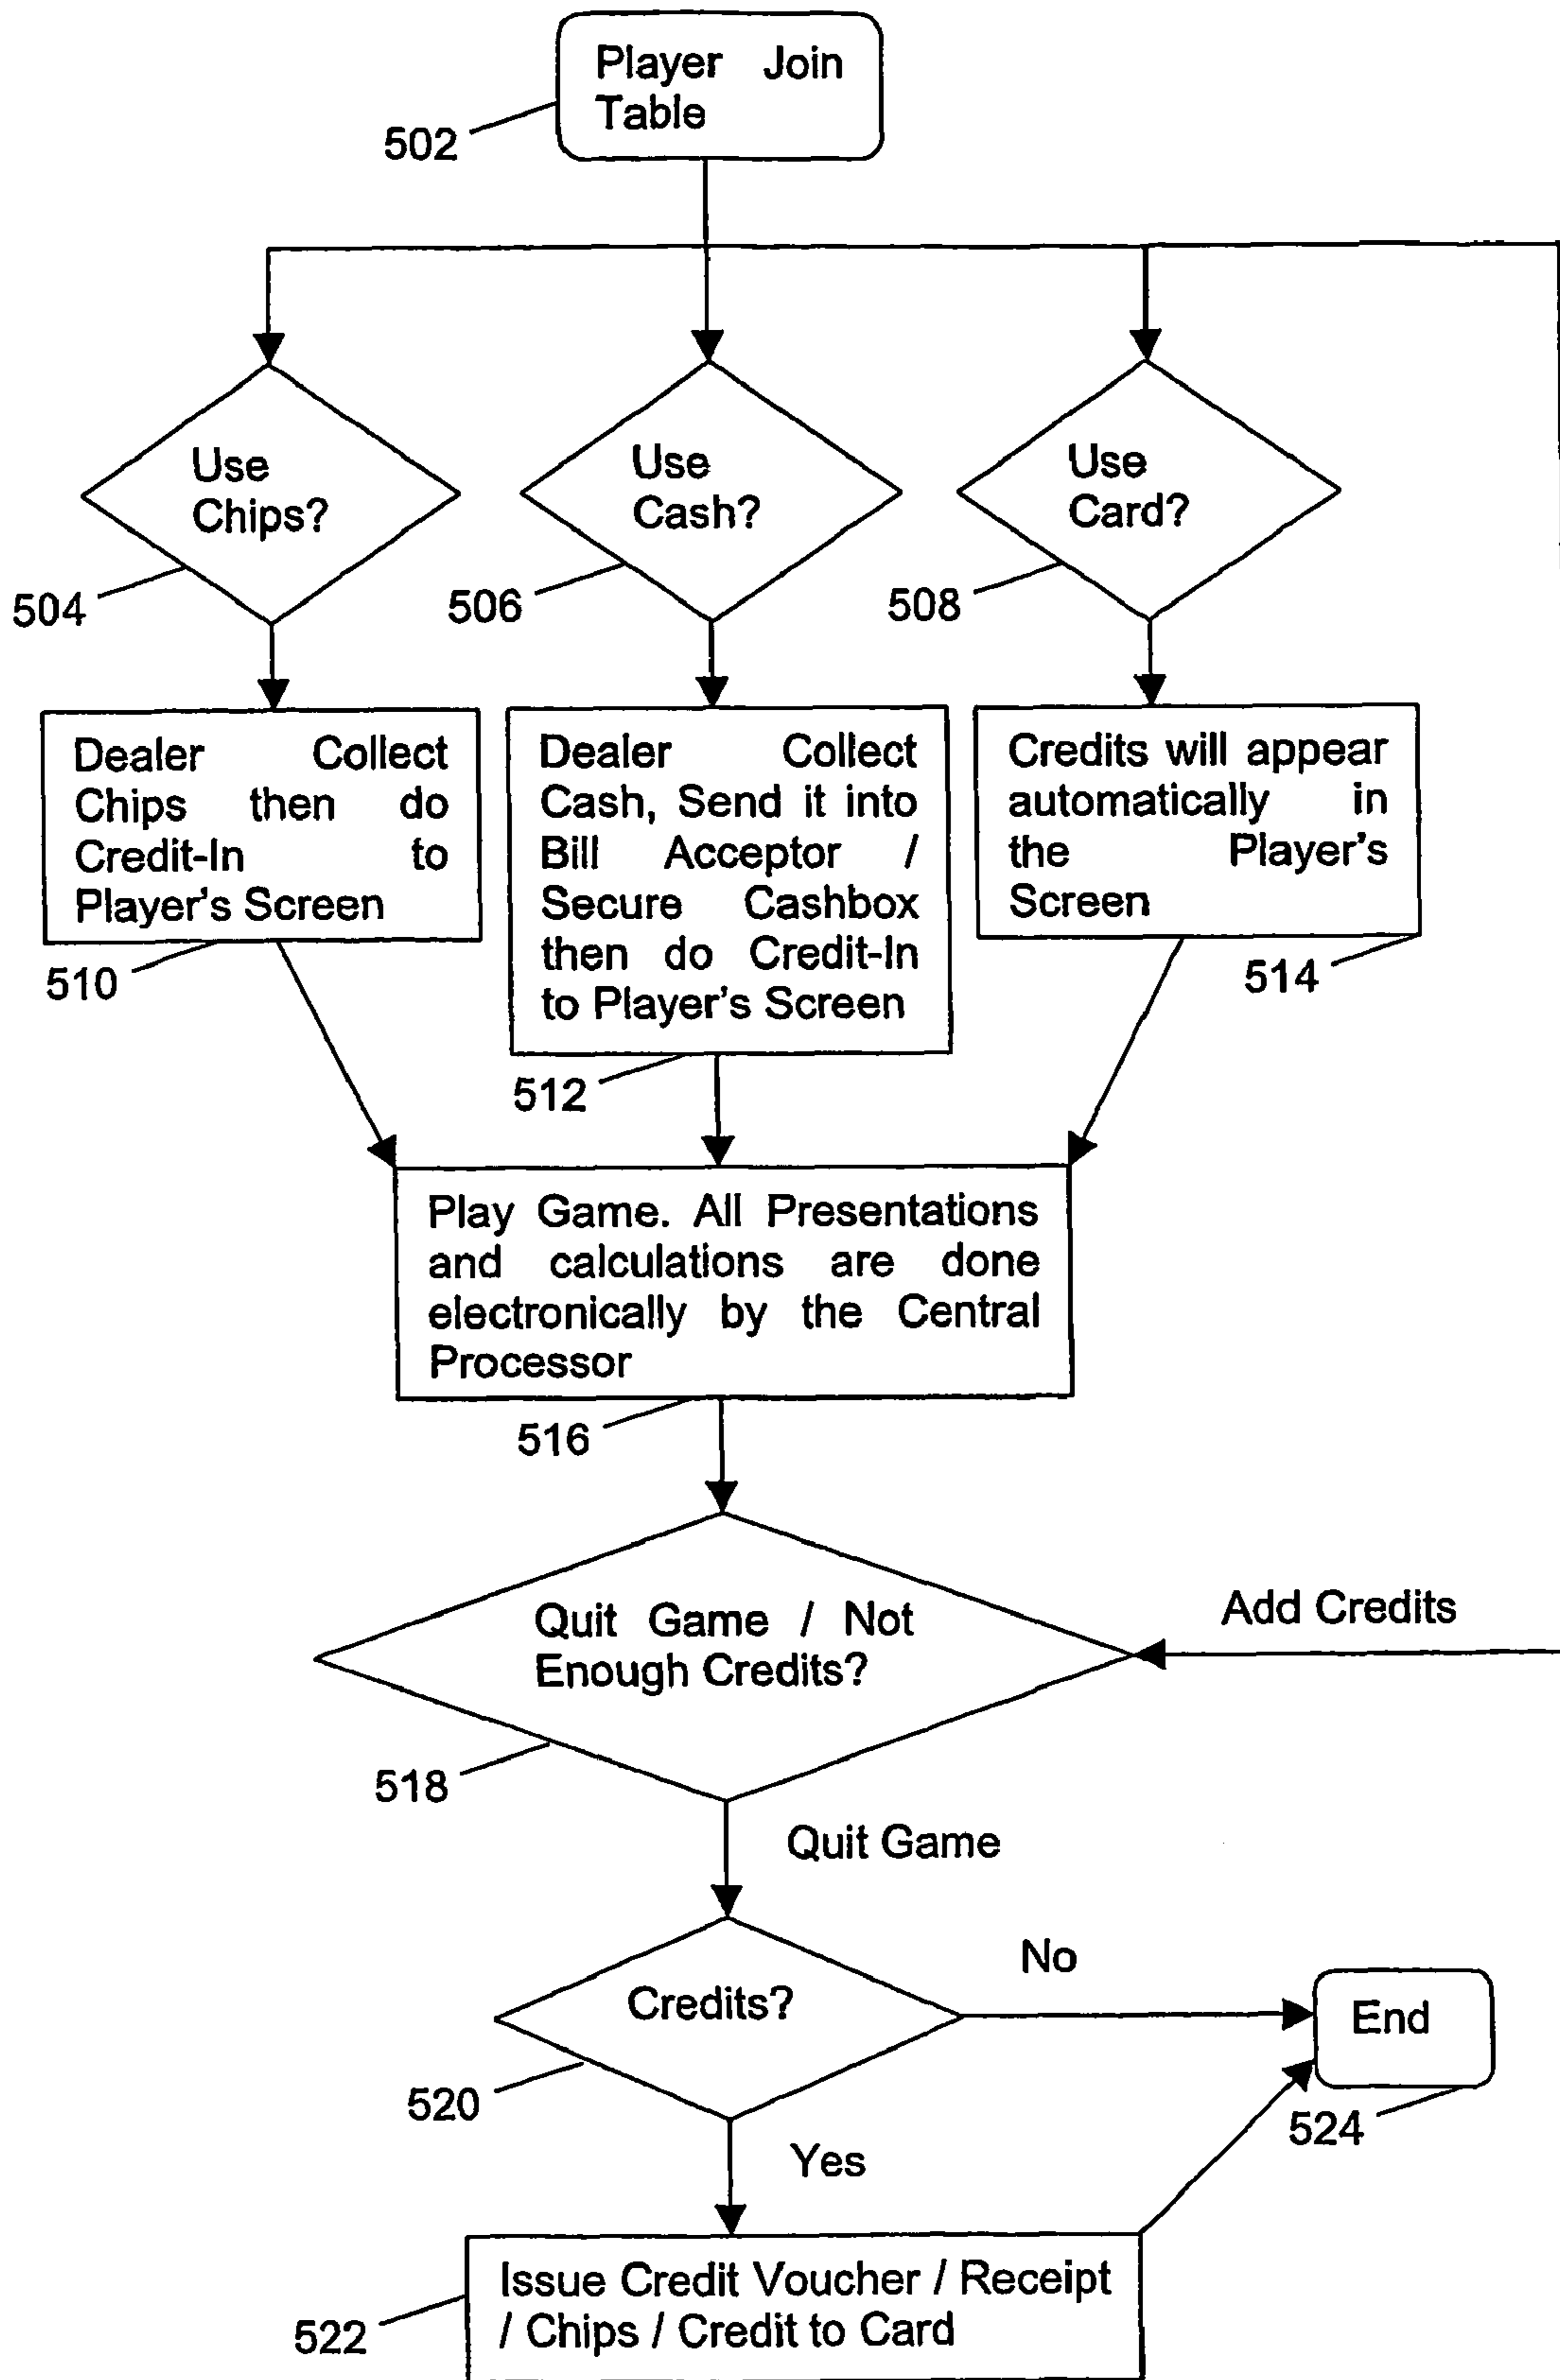 Player Join
Table
502
Use
Chips?
504
Use
Cash?
506
Use
Card?
508
Dealer Collect
Chips then do
Credit-In to
Player's Screen
510
Dealer Collect
Cash, Send it into
Bill Acceptor /
Secure Cashbox
then do Credit-In
to Player's Screen
512
Credits will appear
automatically in
the Player's
Screen
514
Play Game. All Presentations
and calculations are done
electronically by the Central
Processor
516
Quit Game / Not
Enough Credits?
518
Add Credits
Quit Game
Credits?
520
No
End
524
Yes
Issue Credit Voucher / Receipt
/ Chips / Credit to Card
522